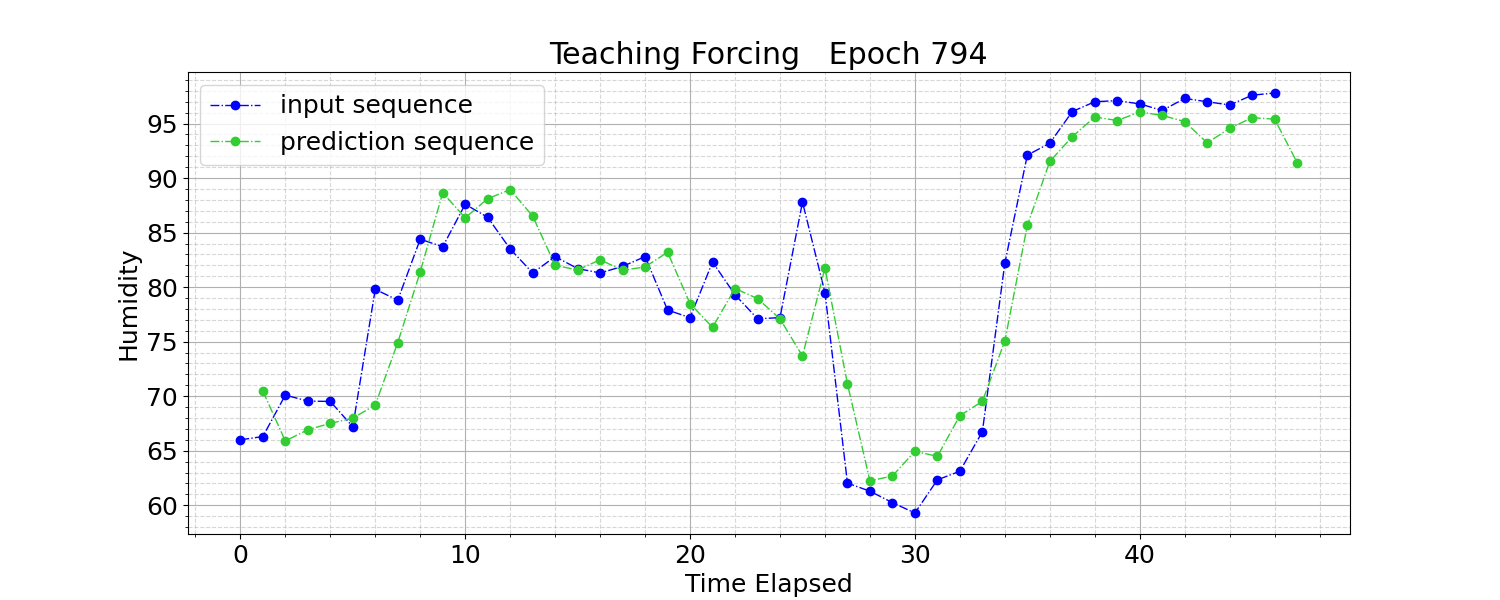 Teaching Forcing   Epoch 794
input sequence
prediction sequence
Humidity
95
90
85
80
75
70
65
60
0 10 20 30 40
Time Elapsed